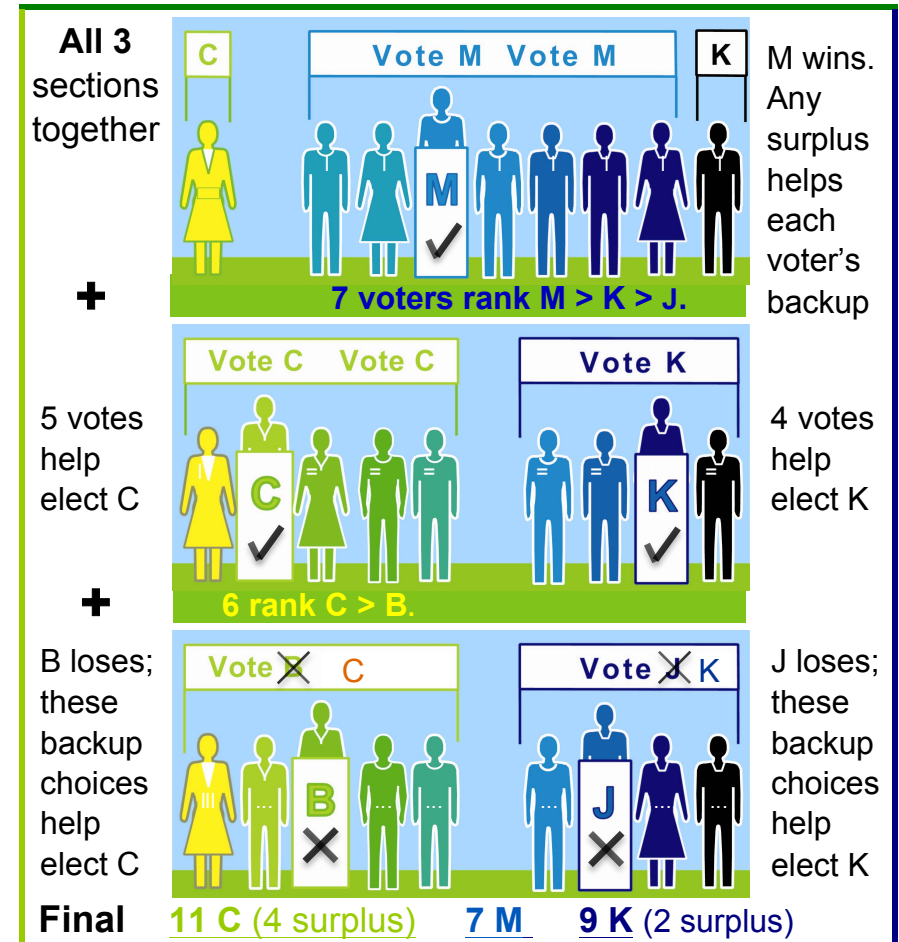 All 3
sections
together
C
Vote M Vote M
K
M
M wins.
Any
surplus
helps
each
voter's
backup
+
7 voters rank M > K > J.
Vote C Vote C
Vote K
5 votes
help
elect C
C
K
4 votes
help
elect K
+
6 rank C > B.
B loses;
these
backup
choices
help
elect C
Vote B C
Vote J K
B
J
J loses;
these
backup
choices
help
elect K
Final 11 C (4 surplus) 7 M 9 K (2 surplus)